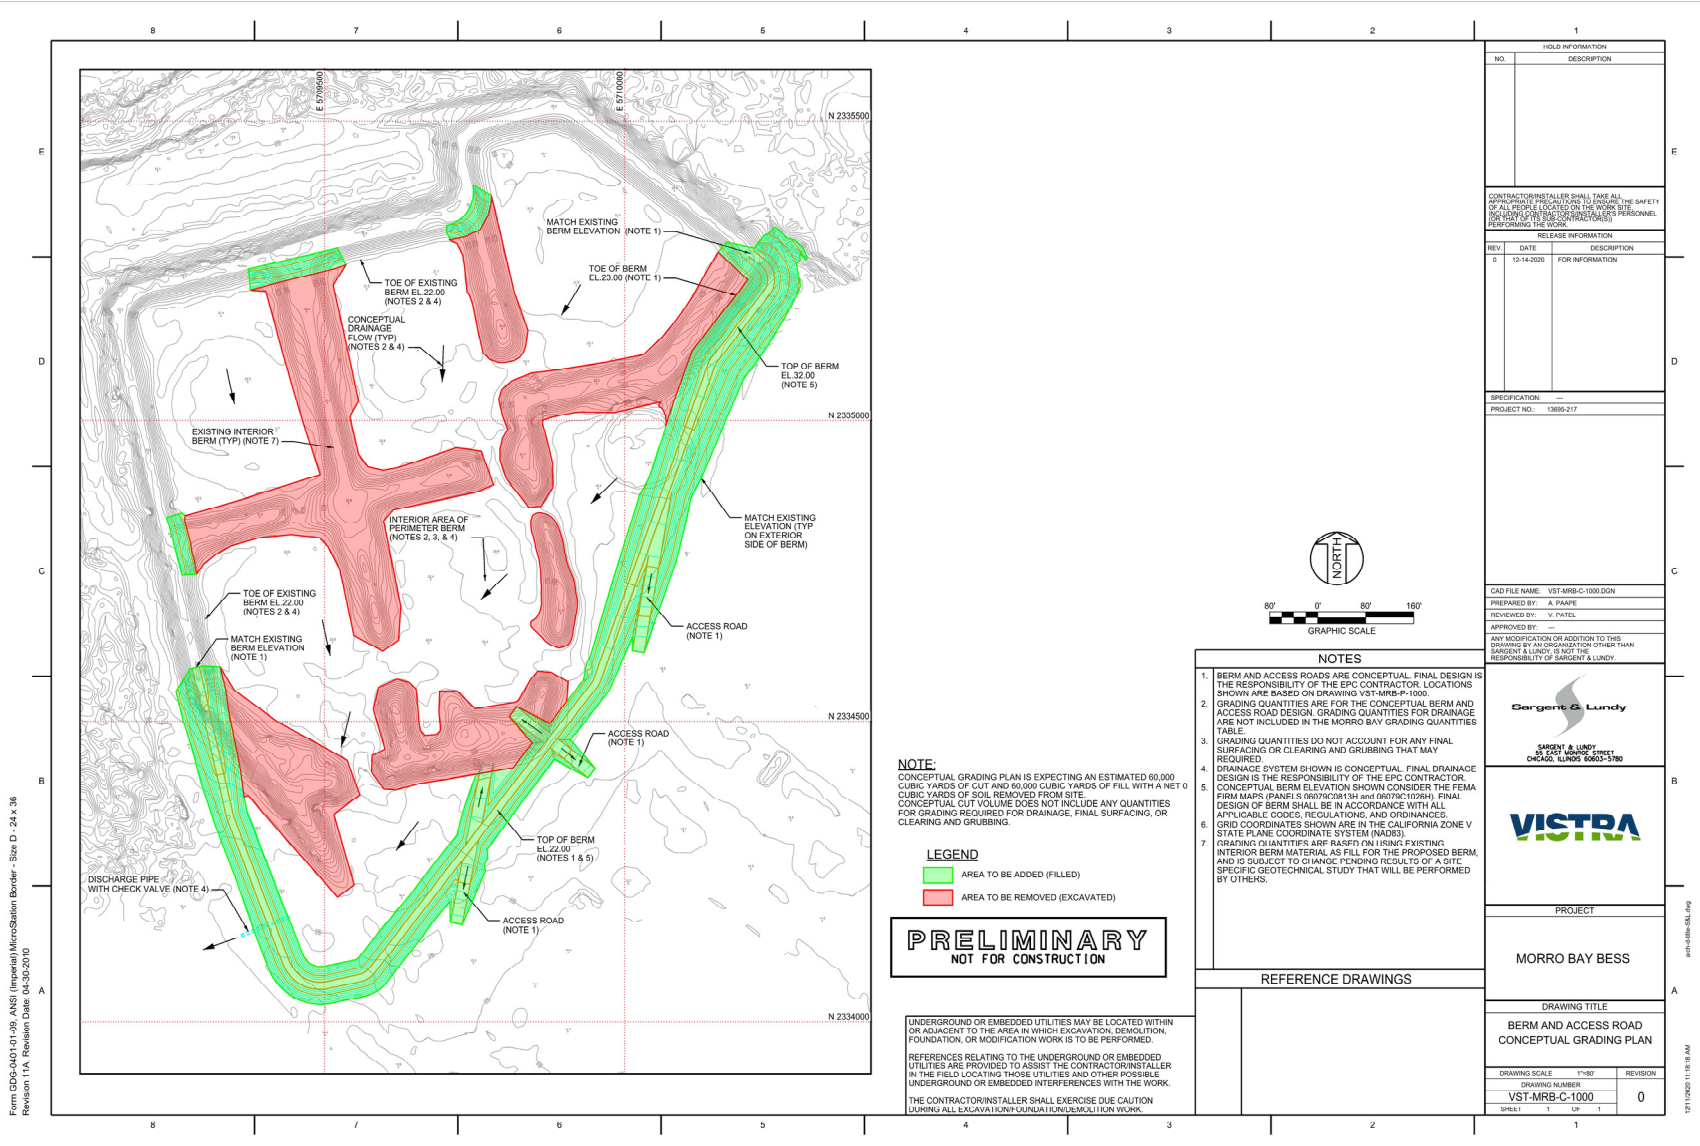 8 7 6 5 4 3 2 1
E
D
C
B
A
E 5709500
E 5710000
N 2335500
N 2335000
N 2334500
N 2334000
MATCH EXISTING
BERM ELEVATION (NOTE 1)
TOE OF BERM
EL.23.00 (NOTE 1)
TOE OF EXISTING
BERM EL.22.00
(NOTES 2 & 4)
CONCEPTUAL
DRAINAGE
FLOW (TYP)
(NOTES 2 & 4)
TOP OF BERM
EL.32.00
(NOTE 5)
EXISTING INTERIOR
BERM (TYP) (NOTE 7)
INTERIOR AREA OF
PERIMETER BERM
(NOTES 2, 3, & 4)
MATCH EXISTING
ELEVATION (TYP
ON EXTERIOR
SIDE OF BERM)
TOE OF EXISTING
BERM EL.22.00
(NOTES 2 & 4)
MATCH EXISTING
BERM ELEVATION
(NOTE 1)
ACCESS ROAD
(NOTE 1)
ACCESS ROAD
(NOTE 1)
TOP OF BERM
EL.22.00
(NOTES 1 & 5)
DISCHARGE PIPE
WITH CHECK VALVE (NOTE 4)
ACCESS ROAD
(NOTE 1)
NORTH
80' 0' 80' 160'
GRAPHIC SCALE
NOTE:
CONCEPTUAL GRADING PLAN IS EXPECTING AN ESTIMATED 60,000
CUBIC YARDS OF CUT AND 60,000 CUBIC YARDS OF FILL WITH A NET 0
CUBIC YARDS OF SOIL REMOVED FROM SITE.
CONCEPTUAL CUT VOLUME DOES NOT INCLUDE ANY QUANTITIES
FOR GRADING REQUIRED FOR DRAINAGE, FINAL SURFACING, OR
CLEARING AND GRUBBING.
LEGEND
AREA TO BE ADDED (FILLED)
AREA TO BE REMOVED (EXCAVATED)
PRELIMINARY
NOT FOR CONSTRUCTION
UNDERGROUND OR EMBEDDED UTILITIES MAY BE LOCATED WITHIN
OR ADJACENT TO THE AREA IN WHICH EXCAVATION, DEMOLITION,
FOUNDATION, OR MODIFICATION WORK IS TO BE PERFORMED.
REFERENCES RELATING TO THE UNDERGROUND OR EMBEDDED
UTILITIES ARE PROVIDED TO ASSIST THE CONTRACTOR/INSTALLER
IN THE FIELD LOCATING THOSE UTILITIES AND OTHER POSSIBLE
UNDERGROUND OR EMBEDDED INTERFERENCES WITH THE WORK.
THE CONTRACTOR/INSTALLER SHALL EXERCISE DUE CAUTION
DURING ALL EXCAVATION/FOUNDATION/DEMOLITION WORK.
NOTES
1. BERM AND ACCESS ROADS ARE CONCEPTUAL. FINAL DESIGN IS
THE RESPONSIBILITY OF THE EPC CONTRACTOR. LOCATIONS
SHOWN ARE BASED ON DRAWING VST-MRB-P-1000.
2. GRADING QUANTITIES ARE FOR THE CONCEPTUAL BERM AND
ACCESS ROAD DESIGN. GRADING QUANTITIES FOR DRAINAGE
ARE NOT INCLUDED IN THE MORRO BAY GRADING QUANTITIES
TABLE.
3. GRADING QUANTITIES DO NOT ACCOUNT FOR ANY FINAL
SURFACING OR CLEARING AND GRUBBING THAT MAY
REQUIRED.
4. DRAINAGE SYSTEM SHOWN IS CONCEPTUAL. FINAL DRAINAGE
DESIGN IS THE RESPONSIBILITY OF THE EPC CONTRACTOR.
5. CONCEPTUAL BERM ELEVATION SHOWN CONSIDER THE FEMA
FIRM MAPS (PANELS 06079C0813H and 06079C1026H). FINAL
DESIGN OF BERM SHALL BE IN ACCORDANCE WITH ALL
APPLICABLE CODES, REGULATIONS, AND ORDINANCES.
6. GRID COORDINATES SHOWN ARE IN THE CALIFORNIA ZONE V
STATE PLANE COORDINATE SYSTEM (NAD83).
7. GRADING QUANTITIES ARE BASED ON USING EXISTING
INTERIOR BERM MATERIAL AS FILL FOR THE PROPOSED BERM,
AND IS SUBJECT TO CHANGE PENDING RESULTS OF A SITE
SPECIFIC GEOTECHNICAL STUDY THAT WILL BE PERFORMED
BY OTHERS.
REFERENCE DRAWINGS
HOLD INFORMATION
NO. DESCRIPTION
CONTRACTOR/INSTALLER SHALL TAKE ALL
APPROPRIATE PRECAUTIONS TO ENSURE THE SAFETY
OF ALL PEOPLE LOCATED ON THE WORK SITE,
INCLUDING CONTRACTOR'S/INSTALLER'S PERSONNEL
(OR THAT OF ITS SUB-CONTRACTOR(S))
PERFORMING THE WORK.
RELEASE INFORMATION
REV. DATE DESCRIPTION
0 12-14-2020 FOR INFORMATION
SPECIFICATION: ---
PROJECT NO.: 13695-217
CAD FILE NAME: VST-MRB-C-1000.DGN
PREPARED BY: A. PAAPE
REVIEWED BY: V. PATEL
APPROVED BY: ---
ANY MODIFICATION OR ADDITION TO THIS
DRAWING BY AN ORGANIZATION OTHER THAN
SARGENT & LUNDY, IS NOT THE
RESPONSIBILITY OF SARGENT & LUNDY.
Sargent & Lundy
SARGENT & LUNDY
55 EAST MONROE STREET
CHICAGO, ILLINOIS 60603-5780
VISTRA
PROJECT
MORRO BAY BESS
DRAWING TITLE
BERM AND ACCESS ROAD
CONCEPTUAL GRADING PLAN
DRAWING SCALE 1"=80' REVISION
DRAWING NUMBER
VST-MRB-C-1000 0
SHEET 1 OF 1
E
D
C
B
A
8 7 6 5 4 3 2 1
Form GDG-0401-01-09, ANSI (Imperial) MicroStation Border - Size D - 24 x 36
Revision 11A, Revision Date: 04-30-2010
12/11/2020 11:18:18 AM